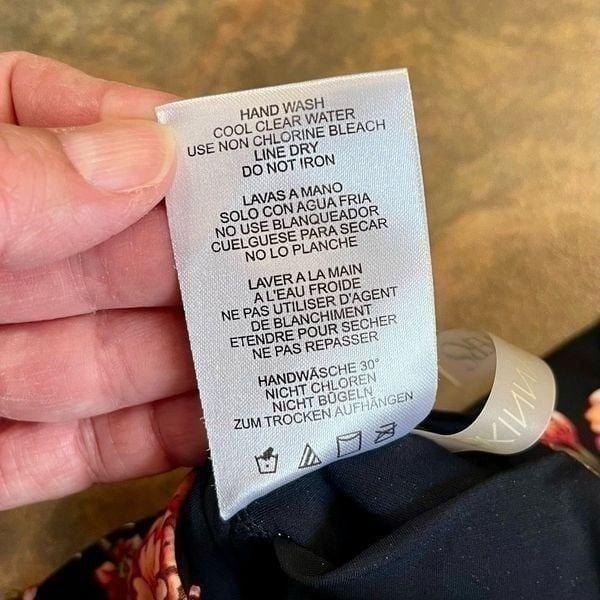 HAND WASH
COOL CLEAR WATER
USE NON CHLORINE BLEACH
LINE DRY
DO NOT IRON
LAVAS A MANO
SOLO CON AGUA FRIA
NO USE BLANQUEADOR
CUELGUESE PARA SECAR
NO LO PLANCHE
LAVER A LA MAIN
A L'EAU FROIDE
NE PAS UTILISER D'AGENT
DE BLANCHIMENT
ETENDRE POUR SECHER
NE PAS REPASSER
HANDWÄSCHE 30°
NICHT CHLOREN
NICHT BÜGELN
ZUM TROCKEN AUFHÄNGEN